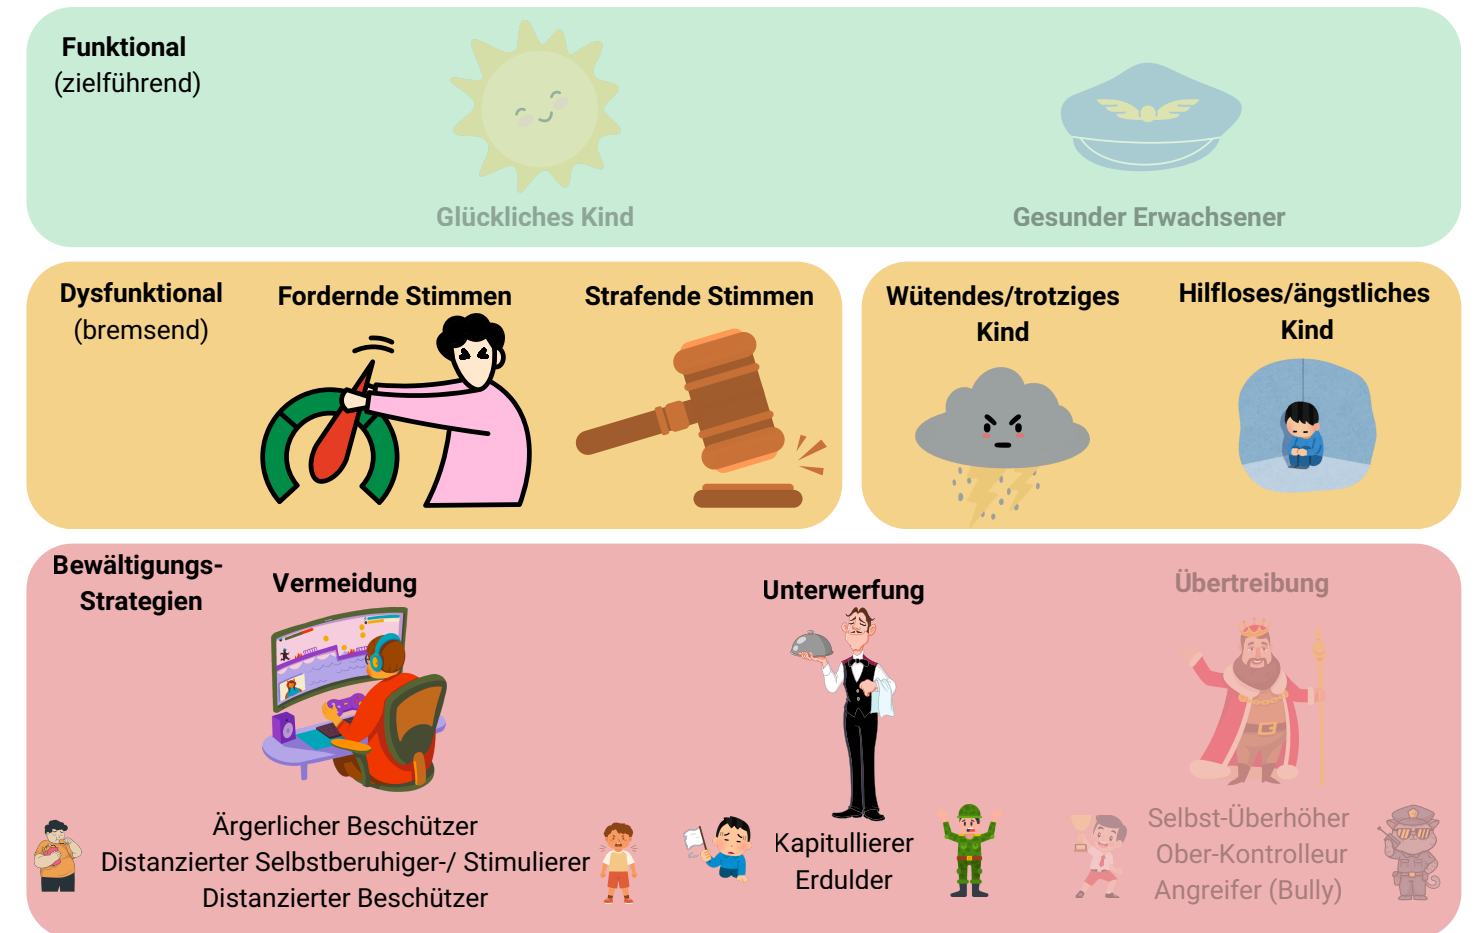 Funktional
(zielführend)
Glückliches Kind
Gesunder Erwachsener
Dysfunktional
(bremsend)
Fordernde Stimmen
Strafende Stimmen
Wütendes/trotziges
Kind
Hilfloses/ängstliches
Kind
Bewältigungs-
Strategien
Vermeidung
Ärgerlicher Beschützer
Distanzierter Selbstberuhiger-/ Stimulierer
Distanzierter Beschützer
Unterwerfung
Kapitullierer
Erdulder
Übertreibung
Selbst-Überhöher
Ober-Kontrolleur
Angreifer (Bully)